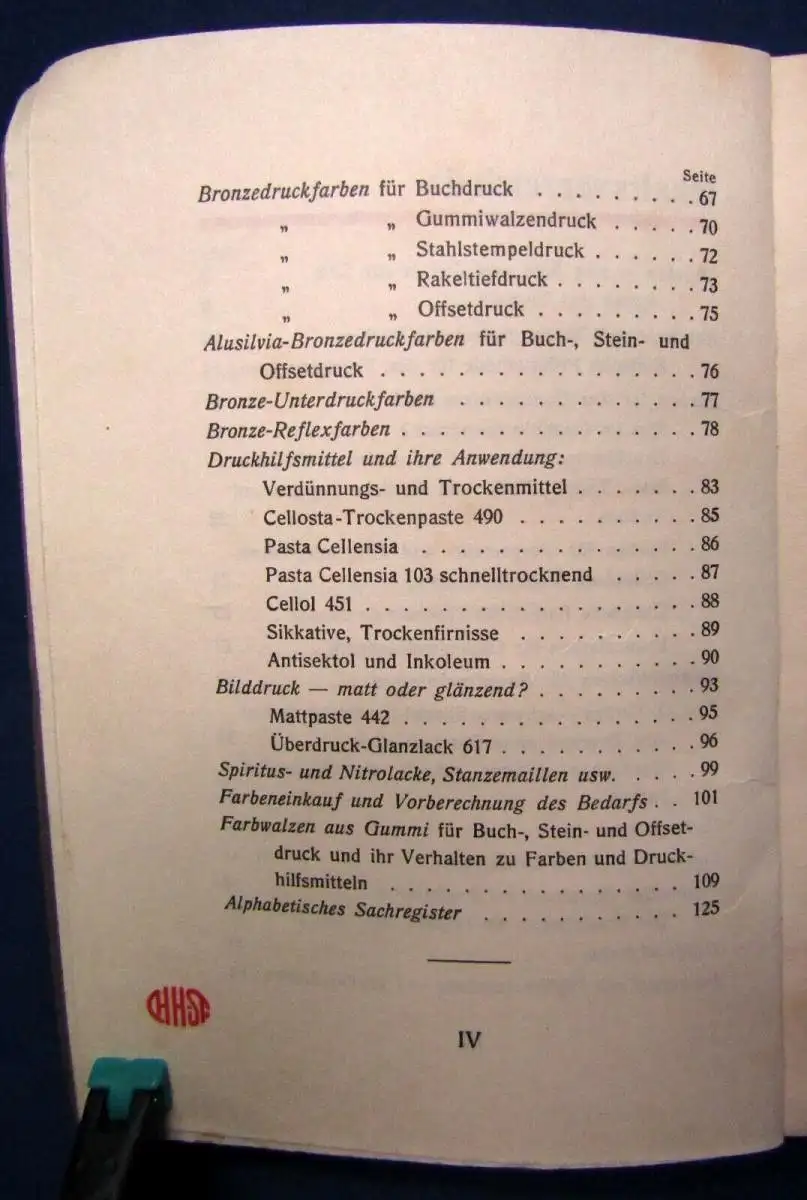 Seite
Bronzedruckfarben für Buchdruck . . . . . . . . . 67
„ „ Gummiwalzendruck . . . . . 70
„ „ Stahlstempeldruck . . . . . . 72
„ „ Rakeltiefdruck . . . . . . . . 73
„ „ Offsetdruck . . . . . . . . . 75
Alusilvia-Bronzedruckfarben für Buch-, Stein- und
Offsetdruck . . . . . . . . . . . . . . . . . . 76
Bronze-Unterdruckfarben . . . . . . . . . . . . . 77
Bronze-Reflexfarben . . . . . . . . . . . . . . . . 78
Druckhilfsmittel und ihre Anwendung:
Verdünnungs- und Trockenmittel . . . . . . . 83
Cellosta-Trockenpaste 490 . . . . . . . . . . 85
Pasta Cellensia . . . . . . . . . . . . . . . 86
Pasta Cellensia 103 schnelltrocknend . . . . . 87
Cellol 451 . . . . . . . . . . . . . . . . . . 88
Sikkative, Trockenfirnisse . . . . . . . . . . 89
Antisektol und Inkoleum . . . . . . . . . . . 90
Bilddruck — matt oder glänzend? . . . . . . . . . 93
Mattpaste 442 . . . . . . . . . . . . . . . . 95
Überdruck-Glanzlack 617 . . . . . . . . . . . 96
Spiritus- und Nitrolacke, Stanzemaillen usw. . . . . 99
Farbeneinkauf und Vorberechnung des Bedarfs . . 101
Farbwalzen aus Gummi für Buch-, Stein- und Offset-
druck und ihr Verhalten zu Farben und Druck-
hilfsmitteln . . . . . . . . . . . . . . . . 109
Alphabetisches Sachregister . . . . . . . . . . . 125
IV